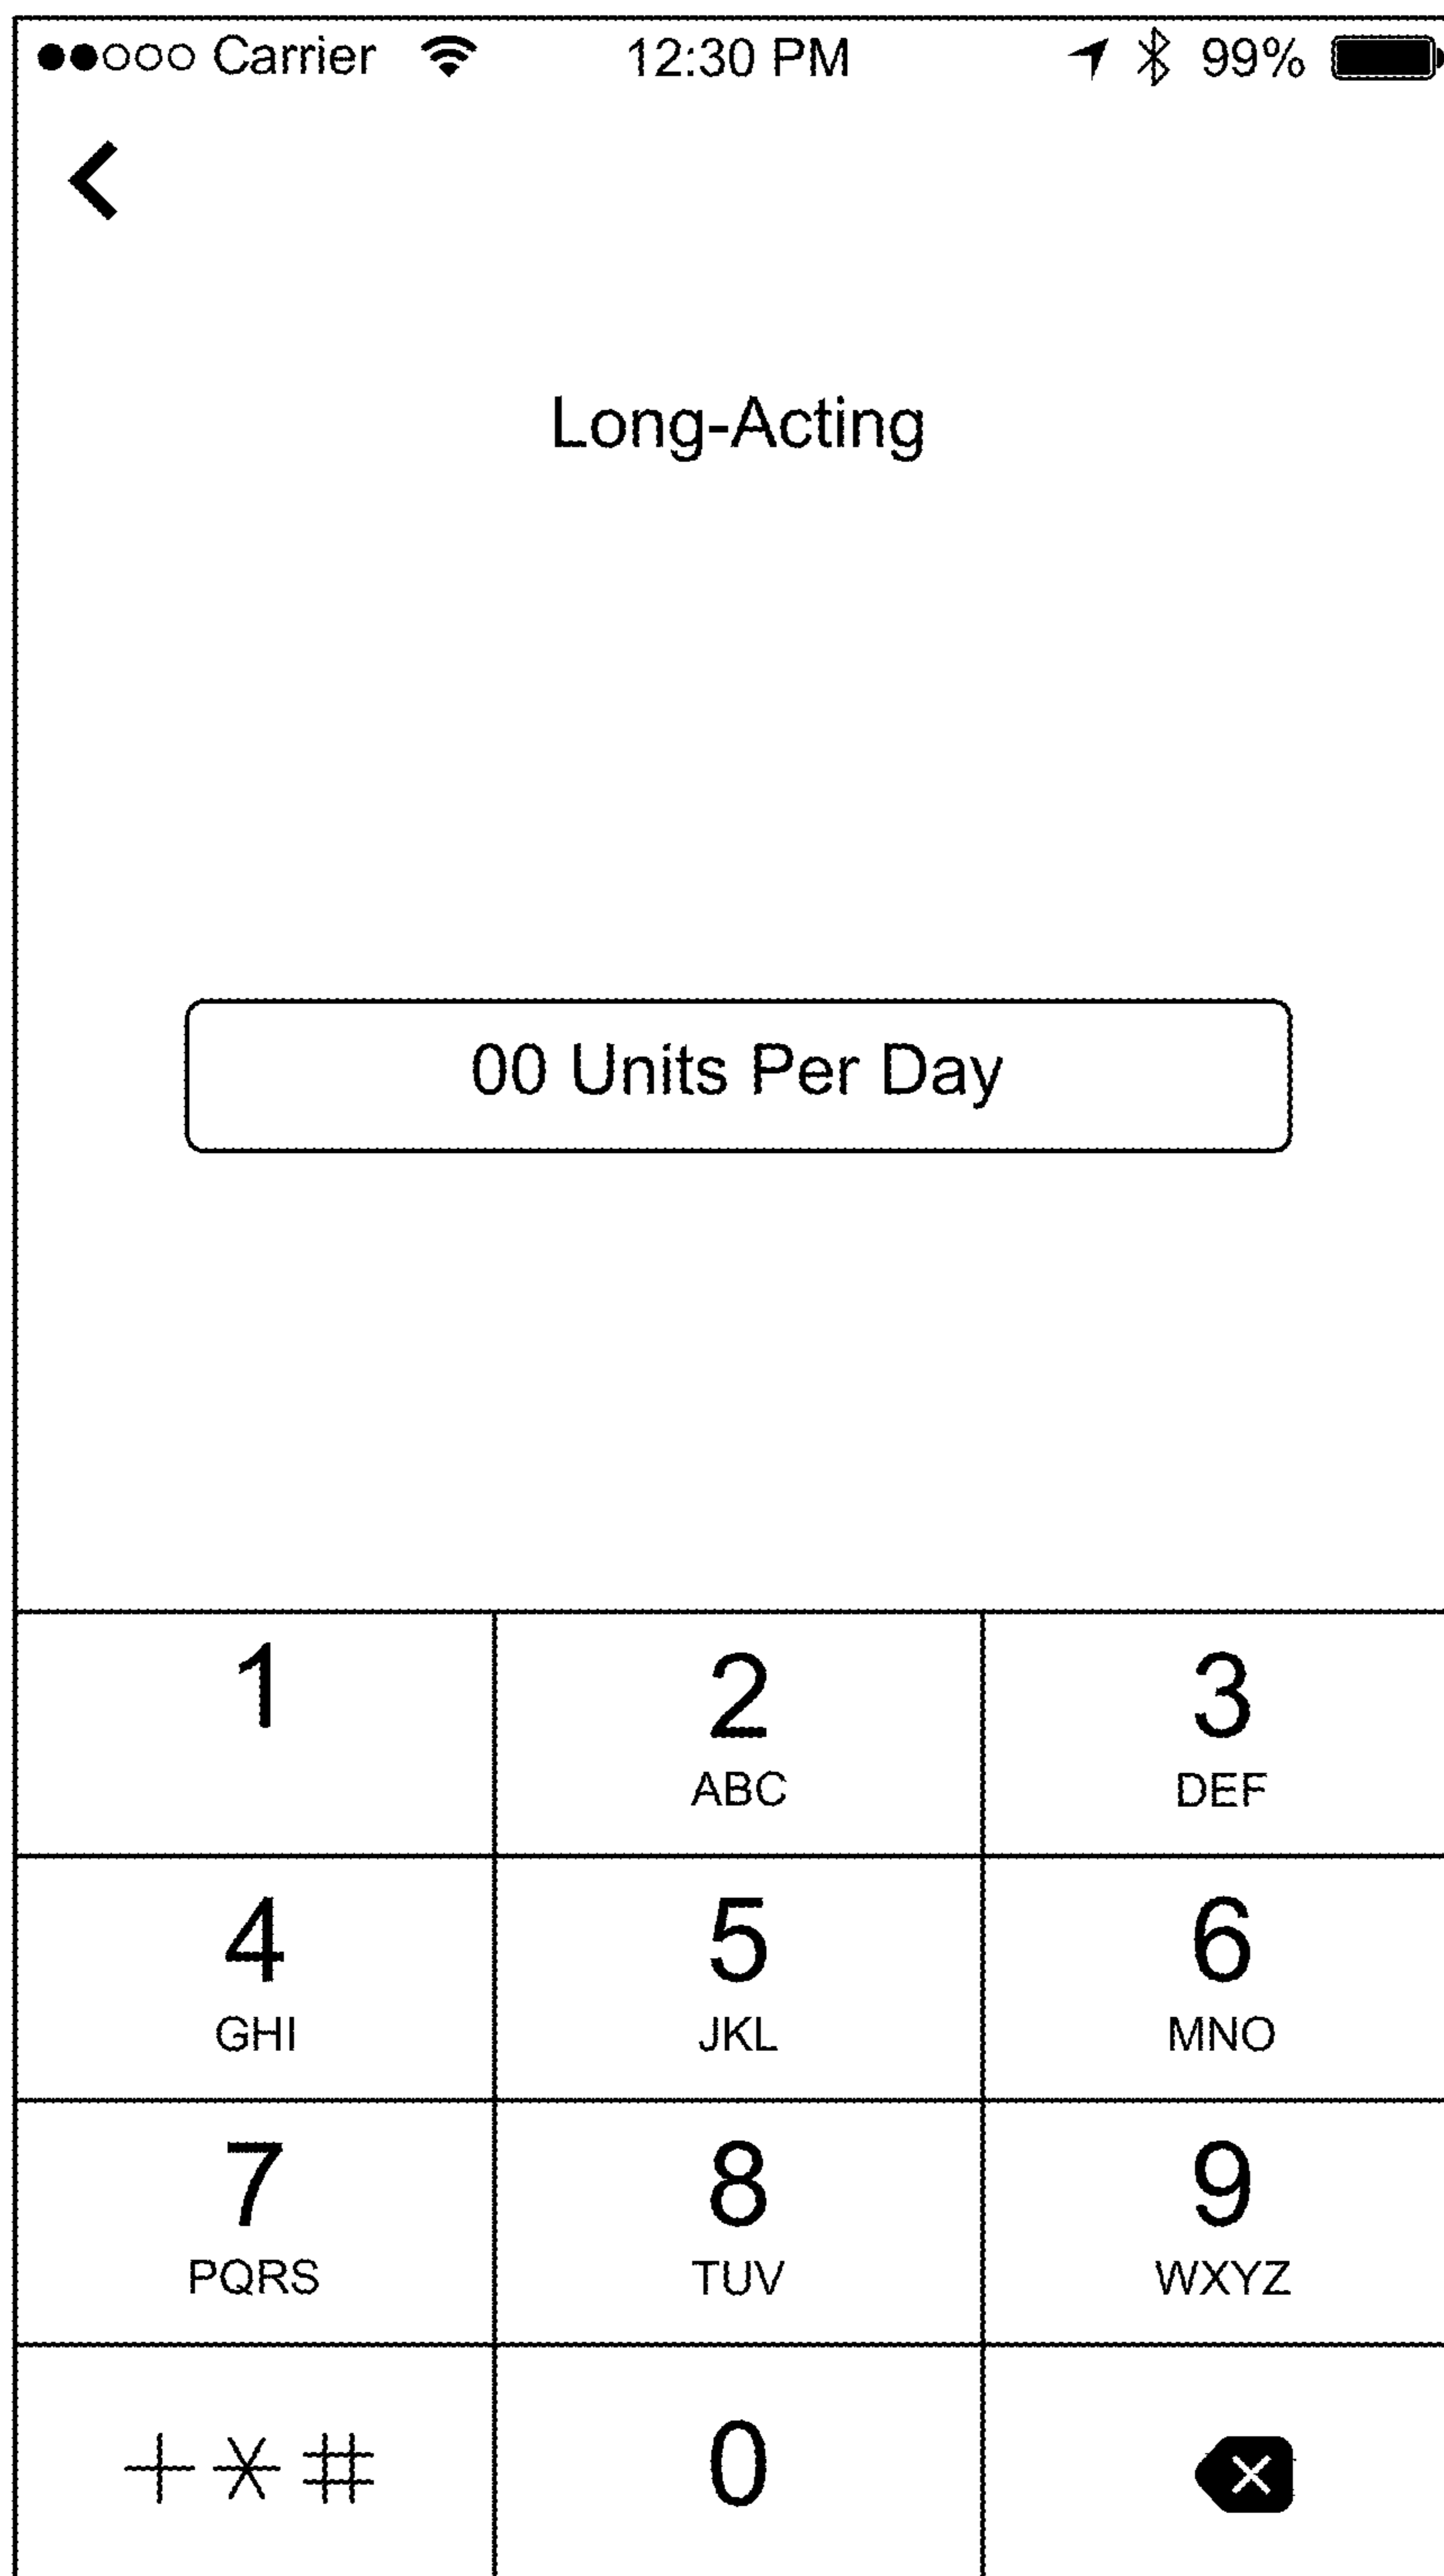 Carrier 12:30 PM 99%
Long-Acting
00 Units Per Day
1 2 3
ABC DEF
4 5 6
GHI JKL MNO
7 8 9
PQRS TUV WXYZ
+ * # 0